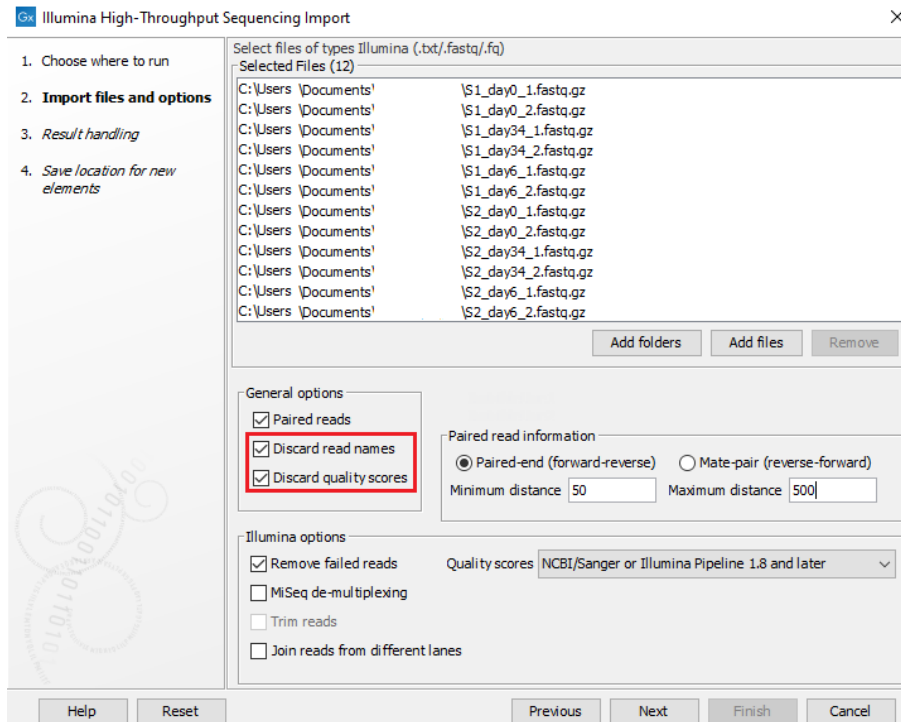 Gx Illumina High-Throughput Sequencing Import
1. Choose where to run
2. Import files and options
3. Result handling
4. Save location for new
elements
Select files of types Illumina (.txt/.fastq/.fq)
Selected Files (12)
C:\Users \Documents' \S1_day0_1.fastq.gz
C:\Users \Documents' \S1_day0_2.fastq.gz
C:\Users \Documents' \S1_day34_1.fastq.gz
C:\Users \Documents' \S1_day34_2.fastq.gz
C:\Users \Documents' \S1_day6_1.fastq.gz
C:\Users \Documents' \S1_day6_2.fastq.gz
C:\Users \Documents' \S2_day0_1.fastq.gz
C:\Users \Documents' \S2_day0_2.fastq.gz
C:\Users \Documents' \S2_day34_1.fastq.gz
C:\Users \Documents' \S2_day34_2.fastq.gz
C:\Users \Documents' \S2_day6_1.fastq.gz
C:\Users \Documents' \S2_day6_2.fastq.gz
Add folders Add files Remove
General options
Paired reads
Discard read names
Discard quality scores
Paired read information
Paired-end (forward-reverse) Mate-pair (reverse-forward)
Minimum distance 50 Maximum distance 500
Illumina options
Remove failed reads Quality scores NCBI/Sanger or Illumina Pipeline 1.8 and later
MiSeq de-multiplexing
Trim reads
Join reads from different lanes
Help Reset Previous Next Finish Cancel